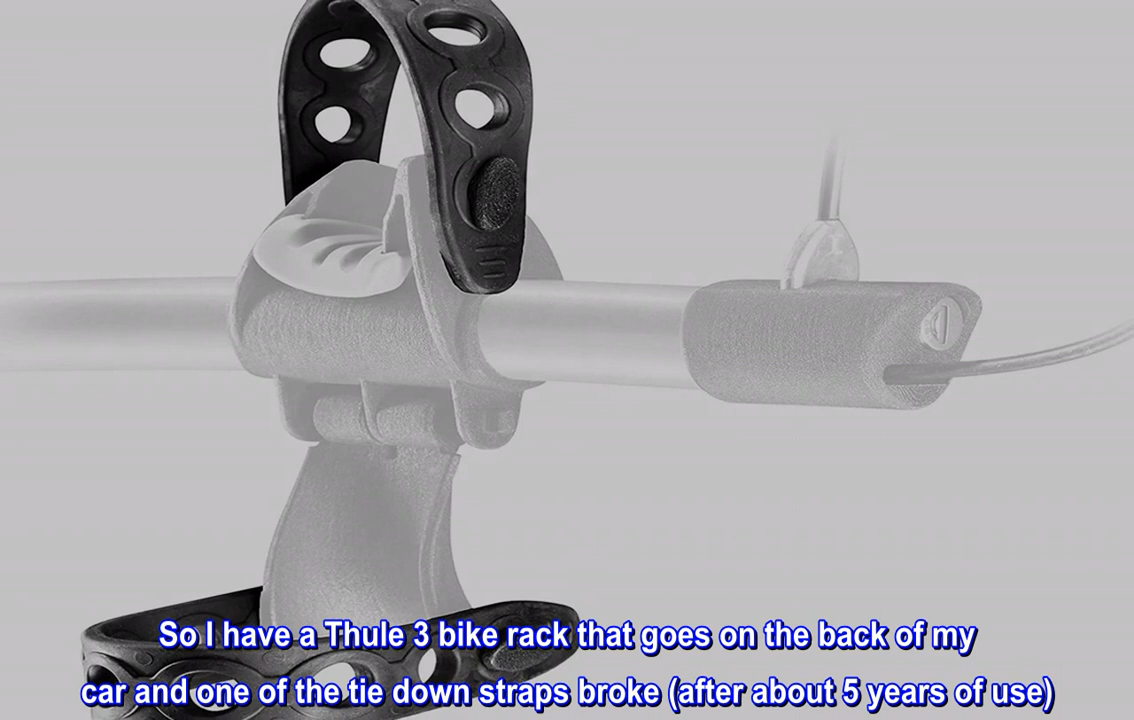 So I have a Thule 3 bike rack that goes on the back of my
car and one of the tie down straps broke (after about 5 years of use)